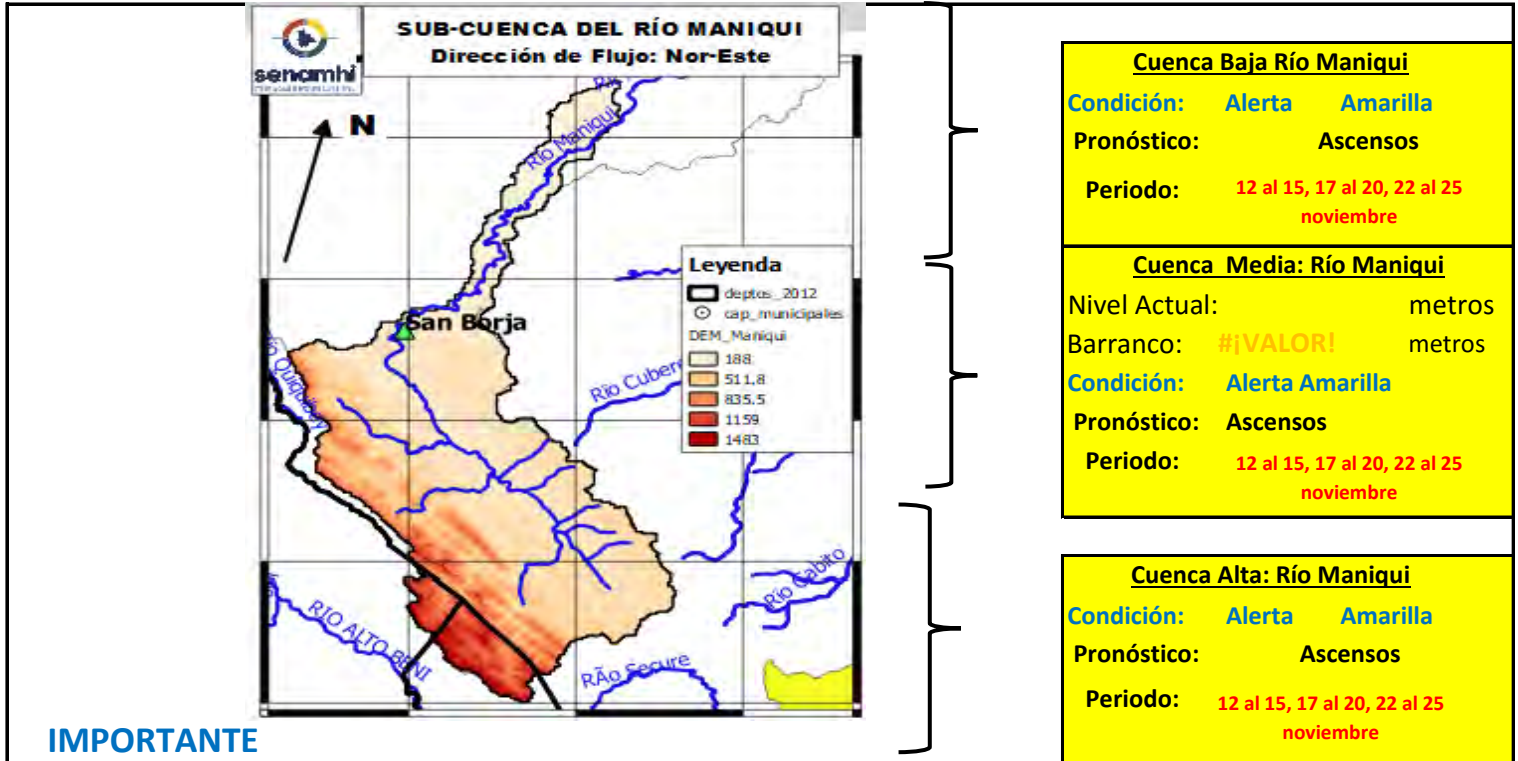 SUB-CUENCA DEL RÍO MANIQUI
Dirección de Flujo: Nor-Este
senamhi
N
Río Maniqui
San Borja
Río Quiquibey
Río Cubere
RIO ALTO BENI
RÃo Secure
Río Cabito
Leyenda
deptos_2012
cap_municipales
DEM_Maniqui
188
511.8
835.5
1159
1483
IMPORTANTE
Cuenca Baja Río Maniqui
Condición: Alerta Amarilla
Pronóstico: Ascensos
Periodo: 12 al 15, 17 al 20, 22 al 25
noviembre
Cuenca Media: Río Maniqui
Nivel Actual: metros
Barranco: #¡VALOR! metros
Condición: Alerta Amarilla
Pronóstico: Ascensos
Periodo: 12 al 15, 17 al 20, 22 al 25
noviembre
Cuenca Alta: Río Maniqui
Condición: Alerta Amarilla
Pronóstico: Ascensos
Periodo: 12 al 15, 17 al 20, 22 al 25
noviembre